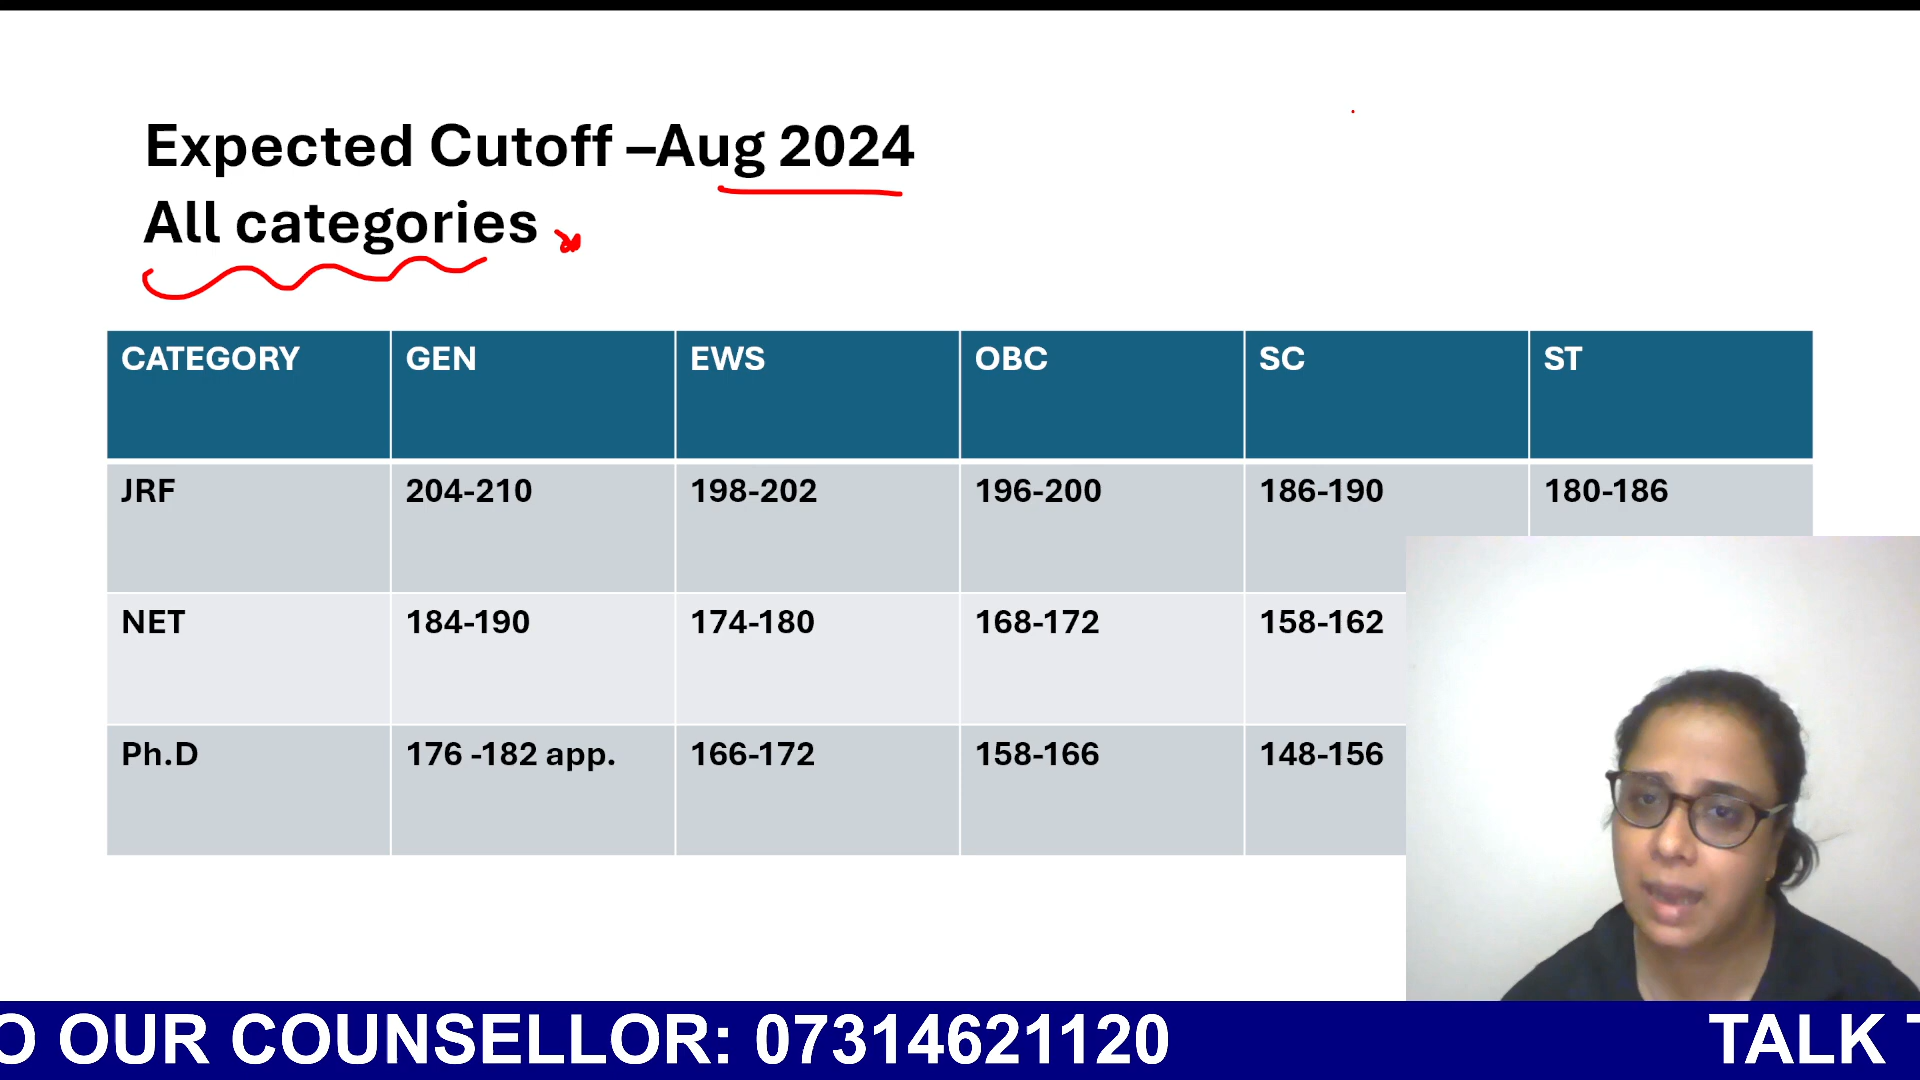 Expected Cutoff –Aug 2024
All categories
CATEGORY GEN EWS OBC SC ST
JRF 204-210 198-202 196-200 186-190 180-186
NET 184-190 174-180 168-172 158-162
Ph.D 176 -182 app. 166-172 158-166 148-156
O OUR COUNSELLOR: 07314621120 TALK